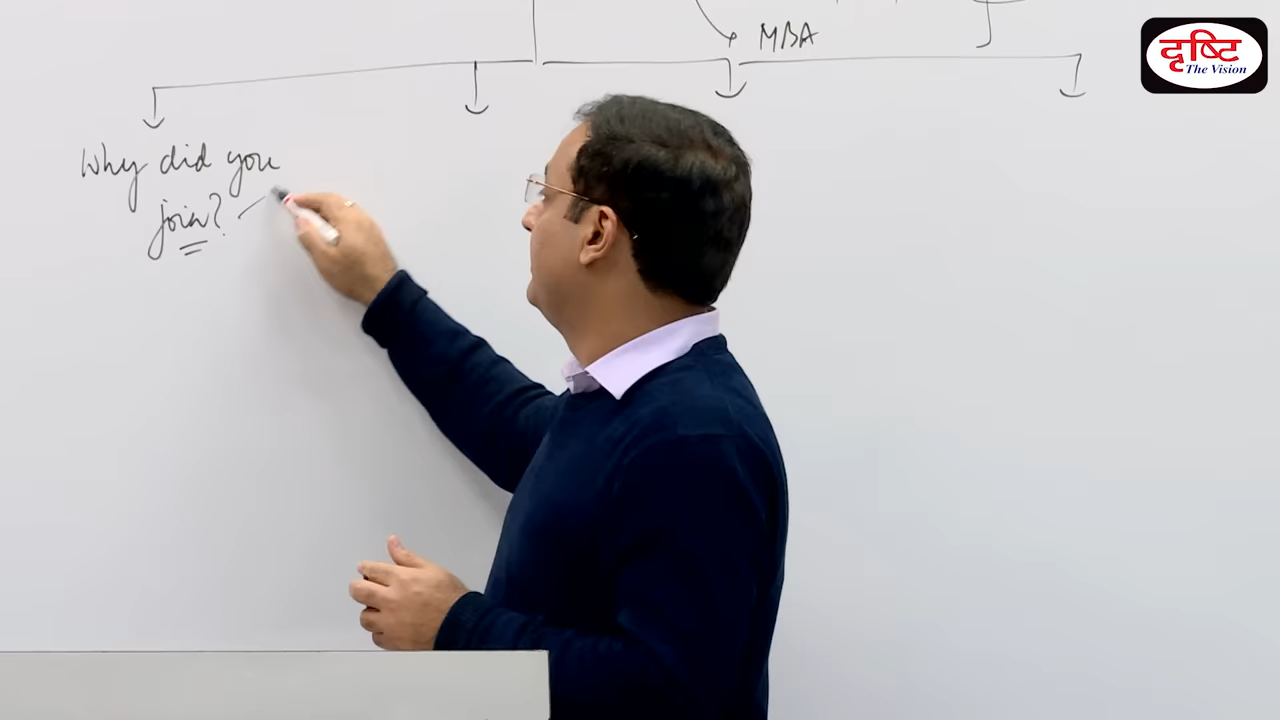 MBA
दृष्टि
The Vision
Why did you
join?